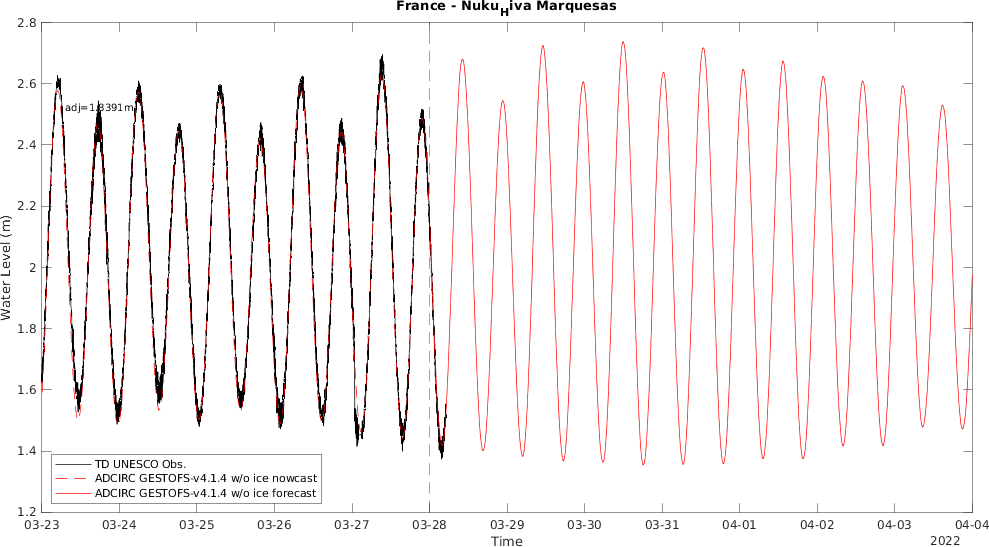 France - Nuku_Hiva Marquesas
2.8
2.6
adj=1.8391m
2.4
2.2
2
1.8
1.6
1.4
1.2
Water Level (m)
TD UNESCO Obs.
ADCIRC GESTOFS-v4.1.4 w/o ice nowcast
ADCIRC GESTOFS-v4.1.4 w/o ice forecast
03-23 03-24 03-25 03-26 03-27 03-28 03-29 03-30 03-31 04-01 04-02 04-03 04-04
Time
2022